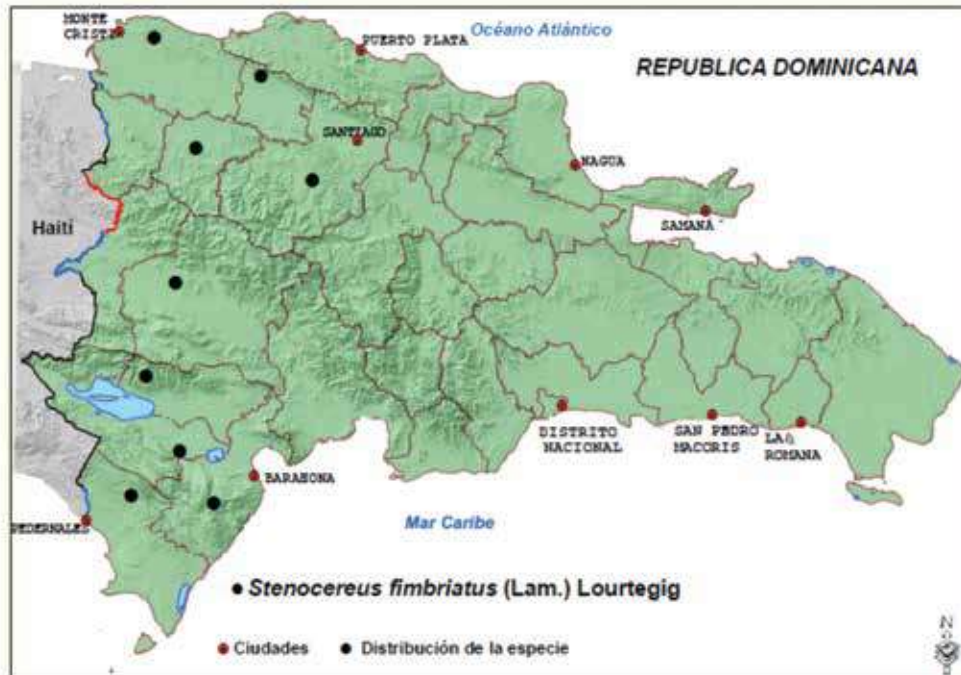 MONTE
CRISTI
PUERTO PLATA
Océano Atlántico
REPUBLICA DOMINICANA
SANTIAGO
NAGUA
SAMANÁ
Haití
DISTRITO
NACIONAL
SAN PEDRO
MACORIS
LA
ROMANA
BARAHONA
PEDERNALES
Mar Caribe
Stenocereus fimbriatus (Lam.) Lourtegig
Ciudades
Distribución de la especie
N